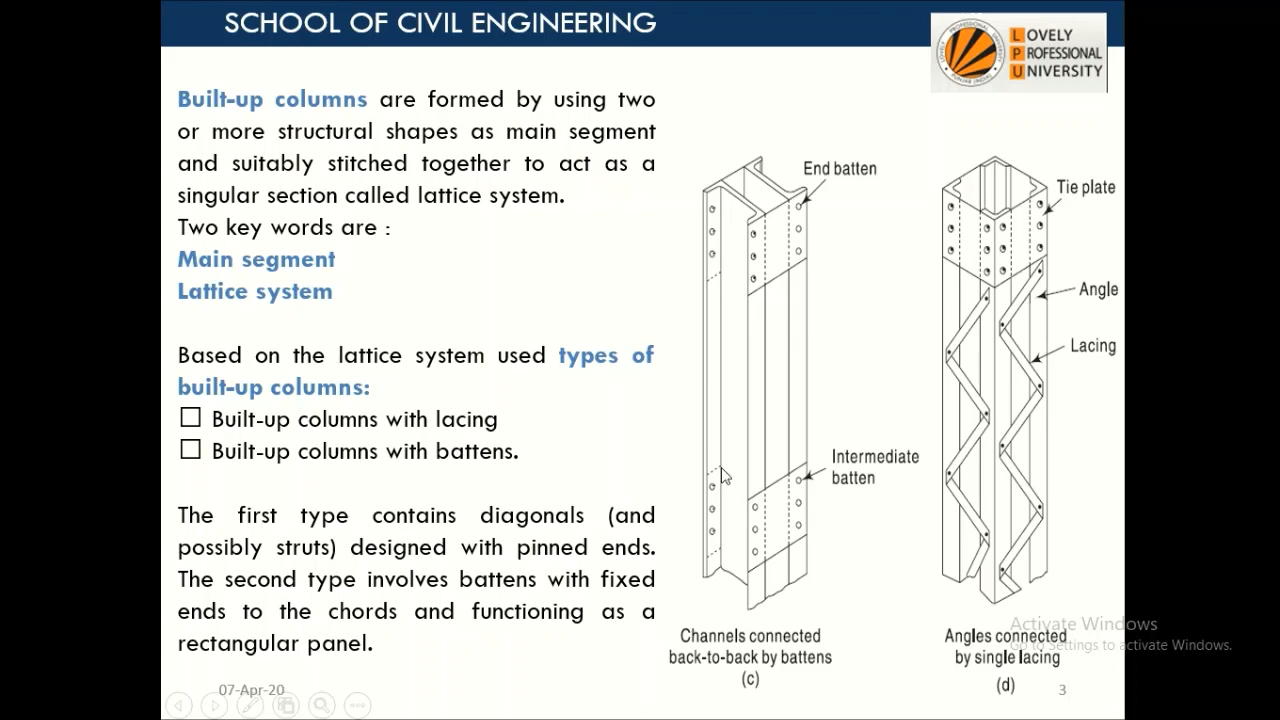 SCHOOL OF CIVIL ENGINEERING
LOVELY
PROFESSIONAL
UNIVERSITY
Built-up columns are formed by using two
or more structural shapes as main segment
and suitably stitched together to act as a
singular section called lattice system.
Two key words are :
Main segment
Lattice system
Based on the lattice system used types of
built-up columns:
Built-up columns with lacing
Built-up columns with battens.
The first type contains diagonals (and
possibly struts) designed with pinned ends.
The second type involves battens with fixed
ends to the chords and functioning as a
rectangular panel.
End batten
Intermediate
batten
Channels connected
back-to-back by battens
(c)
Tie plate
Angle
Lacing
Angles connected
by single lacing
(d)
Activate Windows
Go to Settings to activate Windows.
07-Apr-20
3